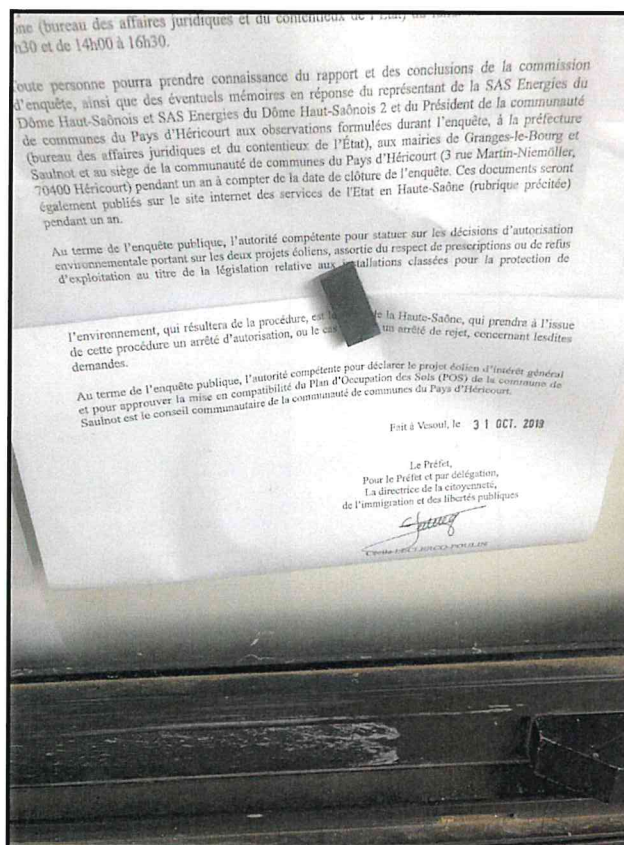 ône (bureau des affaires juridiques et du contentieux de l'État)
h30 et de 14h00 à 16h30.
oute personne pourra prendre connaissance du rapport et des conclusions de la commission
d'enquête, ainsi que des éventuels mémoires en réponse du représentant de la SAS Energies du
Dôme Haut-Saônois et SAS Energies du Dôme Haut-Saônois 2 et du Président de la communauté
de communes du Pays d'Héricourt aux observations formulées durant l'enquête, à la préfecture
(bureau des affaires juridiques et du contentieux de l'État), aux mairies de Granges-le-Bourg et
Saulnot et au siège de la communauté de communes du Pays d'Héricourt (3 rue Martin-Niemöller,
70400 Héricourt) pendant un an à compter de la date de clôture de l'enquête. Ces documents seront
également publiés sur le site internet des services de l'Etat en Haute-Saône (rubrique précitée)
pendant un an.
Au terme de l'enquête publique, l'autorité compétente pour statuer sur les décisions d'autorisation
environnementale portant sur les deux projets éoliens, assortie du respect de prescriptions ou de refus
d'exploitation au titre de la législation relative aux installations classées pour la protection de
l'environnement, qui résultera de la procédure, est le de la Haute-Saône, qui prendra à l'issue
de cette procédure un arrêté d'autorisation, ou le cas un arrêté de rejet, concernant lesdites
demandes.
Au terme de l'enquête publique, l'autorité compétente pour déclarer le projet éolien d'intérêt général
et pour approuver la mise en compatibilité du Plan d'Occupation des Sols (POS) de la commune de
Saulnot est le conseil communautaire de la communauté de communes du Pays d'Héricourt.
Fait à Vesoul, le 31 OCT. 2019
Le Préfet,
Pour le Préfet et par délégation,
La directrice de la citoyenneté,
de l'immigration et des libertés publiques